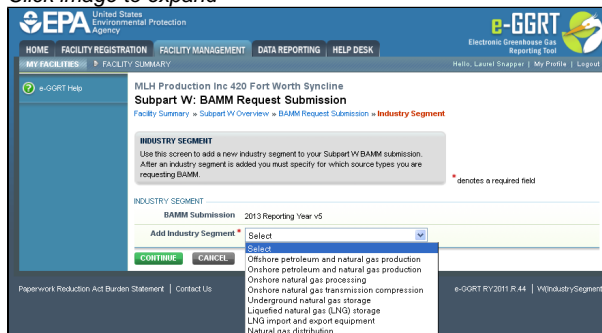 Click image to expand
EPA United States
Environmental Protection
Agency
e-GGRT
Electronic Greenhouse Gas
Reporting Tool
HOME FACILITY REGISTRATION FACILITY MANAGEMENT DATA REPORTING HELP DESK
MY FACILITIES FACILITY SUMMARY
Hello, Laurel Snapper | My Profile | Logout
e-GGRT Help
MLH Production Inc 420 Fort Worth Syncline
Subpart W: BAMM Request Submission
Facility Summary » Subpart W Overview » BAMM Request Submission » Industry Segment
INDUSTRY SEGMENT
Use this screen to add a new industry segment to your Subpart W BAMM submission.
After an industry segment is added you must specify for which source types you are
requesting BAMM.
* denotes a required field
INDUSTRY SEGMENT
BAMM Submission 2013 Reporting Year v5
Add Industry Segment * Select
Select
Offshore petroleum and natural gas production
Onshore petroleum and natural gas production
Onshore natural gas processing
Onshore natural gas transmission compression
Underground natural gas storage
Liquefied natural gas (LNG) storage
LNG import and export equipment
Natural gas distribution
CONTINUE CANCEL
Paperwork Reduction Act Burden Statement | Contact Us
e-GGRT RY2011.R.44 | W(IndustrySegment